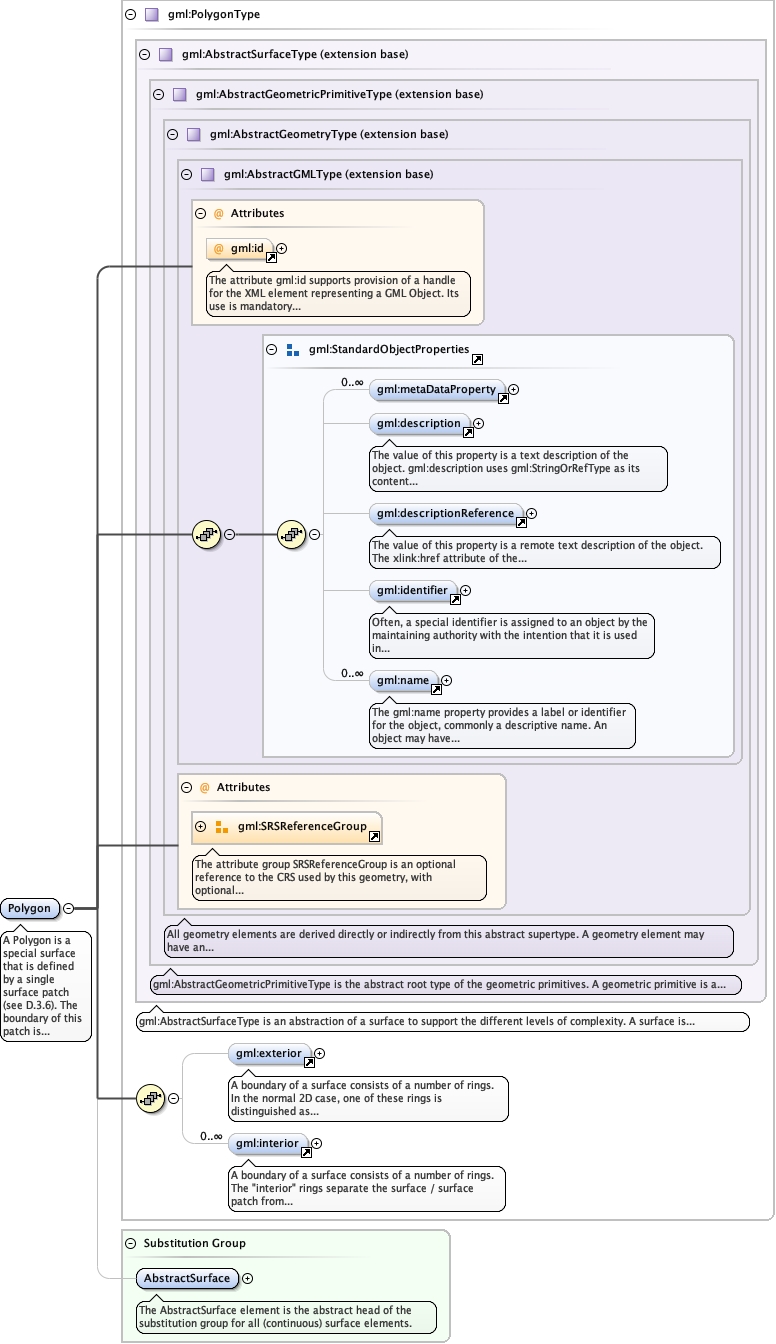 gml:PolygonType
gml:AbstractSurfaceType (extension base)
gml:AbstractGeometricPrimitiveType (extension base)
gml:AbstractGeometryType (extension base)
gml:AbstractGMLType (extension base)
@ Attributes
@ gml:id
The attribute gml:id supports provision of a handle
for the XML element representing a GML Object. Its
use is mandatory...
gml:StandardObjectProperties
0..∞
gml:metaDataProperty
gml:description
The value of this property is a text description of the
object. gml:description uses gml:StringOrRefType as its
content...
gml:descriptionReference
The value of this property is a remote text description of the object.
The xlink:href attribute of the...
gml:identifier
Often, a special identifier is assigned to an object by the
maintaining authority with the intention that it is used
in...
0..∞
gml:name
The gml:name property provides a label or identifier
for the object, commonly a descriptive name. An
object may have...
@ Attributes
gml:SRSReferenceGroup
The attribute group SRSReferenceGroup is an optional
reference to the CRS used by this geometry, with
optional...
All geometry elements are derived directly or indirectly from this abstract supertype. A geometry element may
have an...
gml:AbstractGeometricPrimitiveType is the abstract root type of the geometric primitives. A geometric primitive is a...
gml:AbstractSurfaceType is an abstraction of a surface to support the different levels of complexity. A surface is...
Polygon
A Polygon is a
special surface
that is defined
by a single
surface patch
(see D.3.6). The
boundary of this
patch is...
gml:exterior
A boundary of a surface consists of a number of rings.
In the normal 2D case, one of these rings is
distinguished as...
0..∞
gml:interior
A boundary of a surface consists of a number of rings.
The "interior" rings separate the surface / surface
patch from...
Substitution Group
AbstractSurface
The AbstractSurface element is the abstract head of the
substitution group for all (continuous) surface elements.